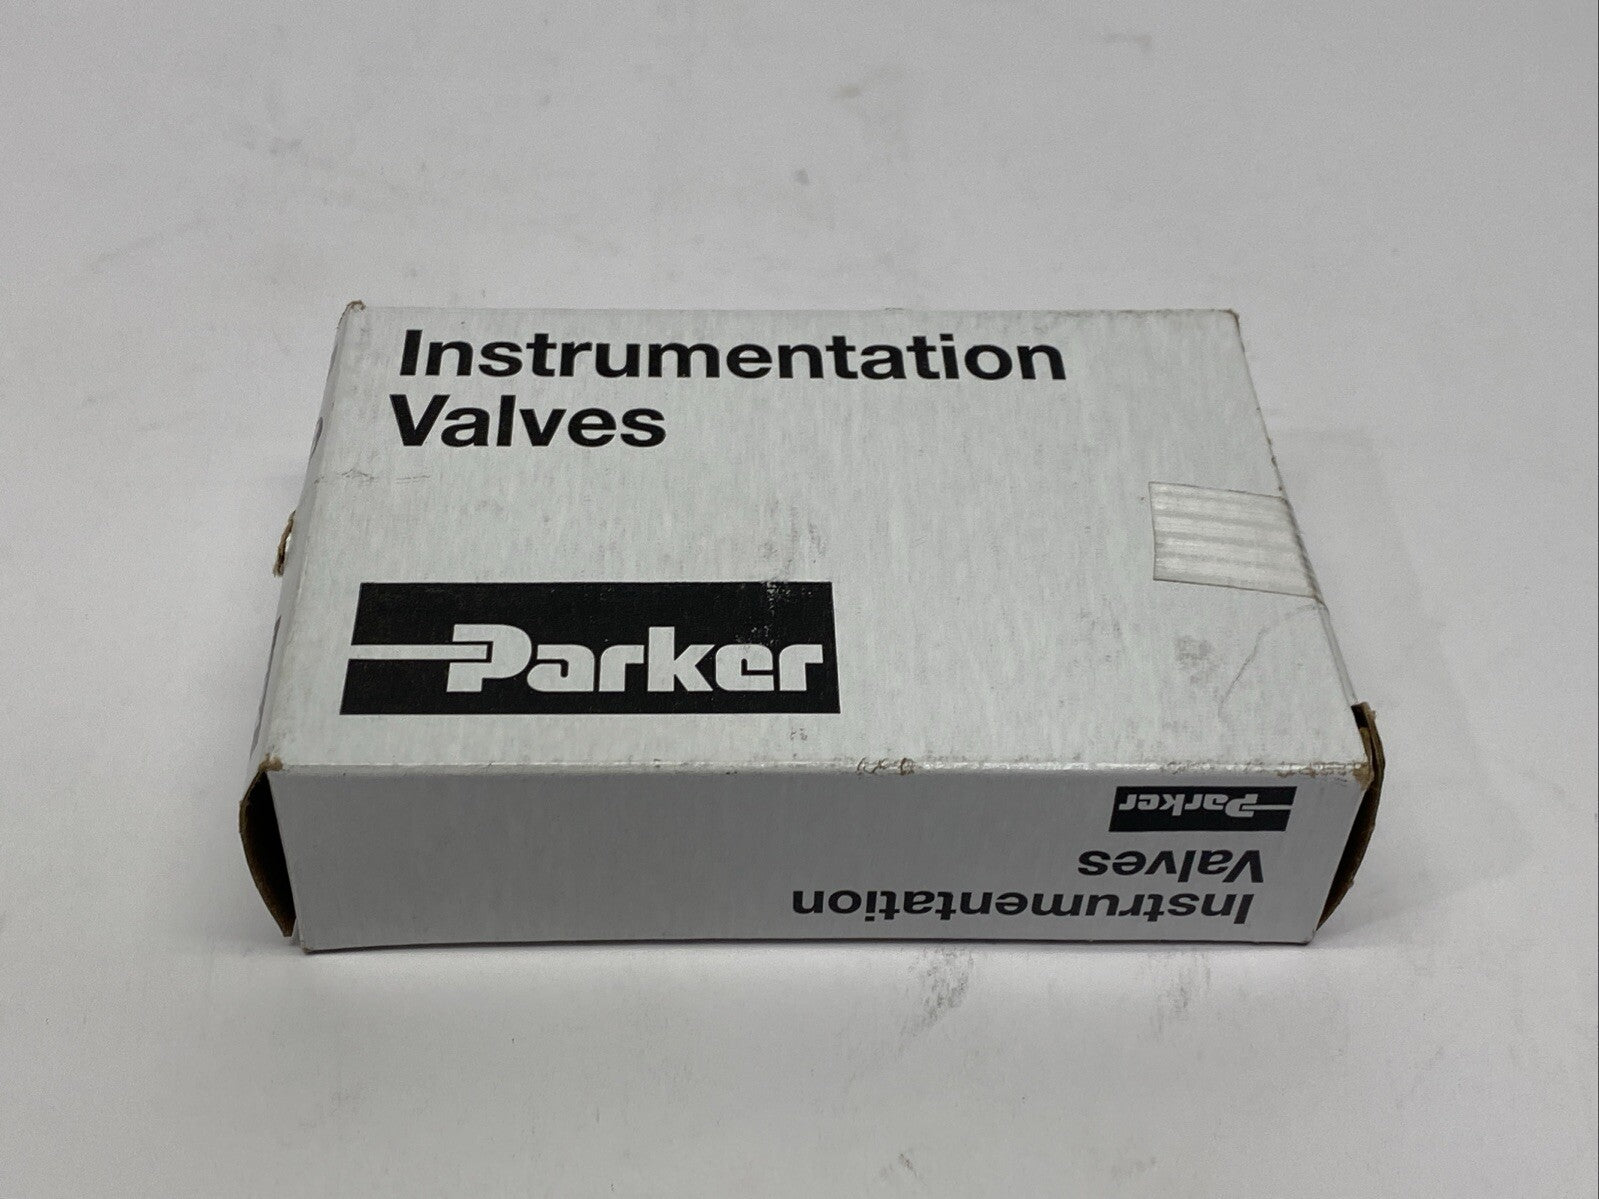 Instrumentation
Valves
Parker
Parker
Valves
Instrumentation